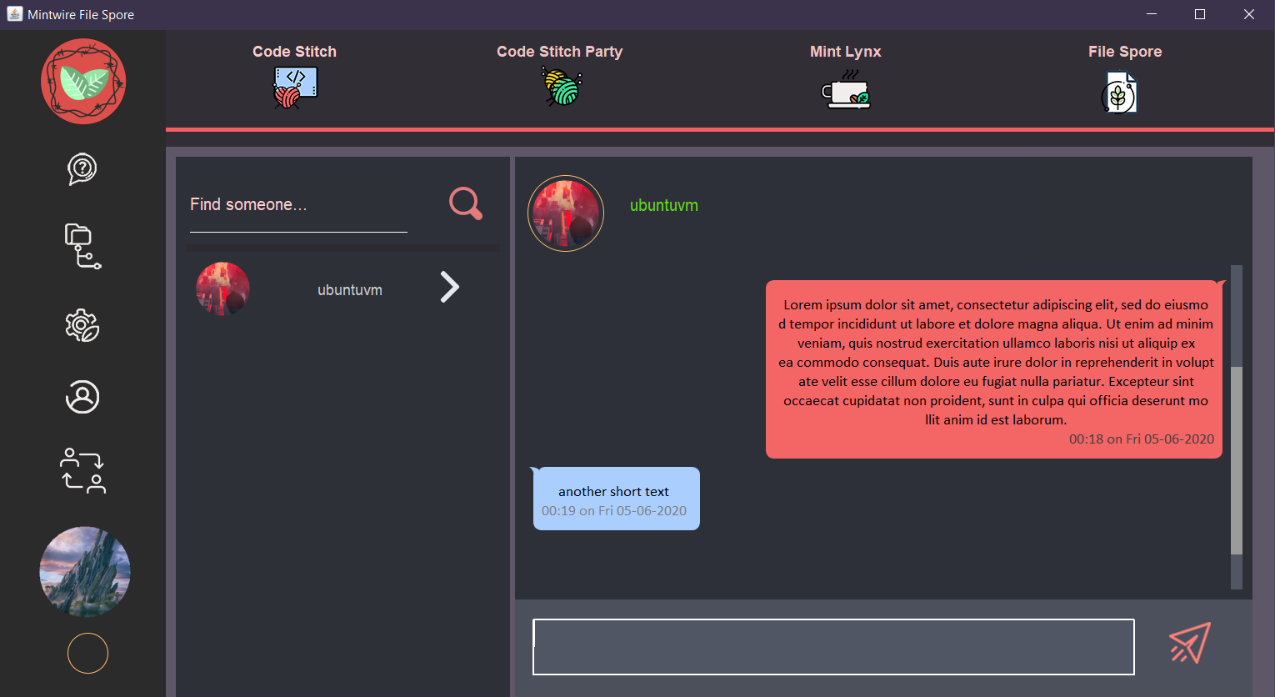 Mintwire File Spore
Code Stitch
Code Stitch Party
Mint Lynx
File Spore
</>
?
Find someone...
ubuntuvm
ubuntuvm
Lorem ipsum dolor sit amet, consectetur adipiscing elit, sed do eiusmo
d tempor incididunt ut labore et dolore magna aliqua. Ut enim ad minim
veniam, quis nostrud exercitation ullamco laboris nisi ut aliquip ex
ea commodo consequat. Duis aute irure dolor in reprehenderit in volupt
ate velit esse cillum dolore eu fugiat nulla pariatur. Excepteur sint
occaecat cupidatat non proident, sunt in culpa qui officia deserunt mo
llit anim id est laborum.
00:18 on Fri 05-06-2020
another short text
00:19 on Fri 05-06-2020